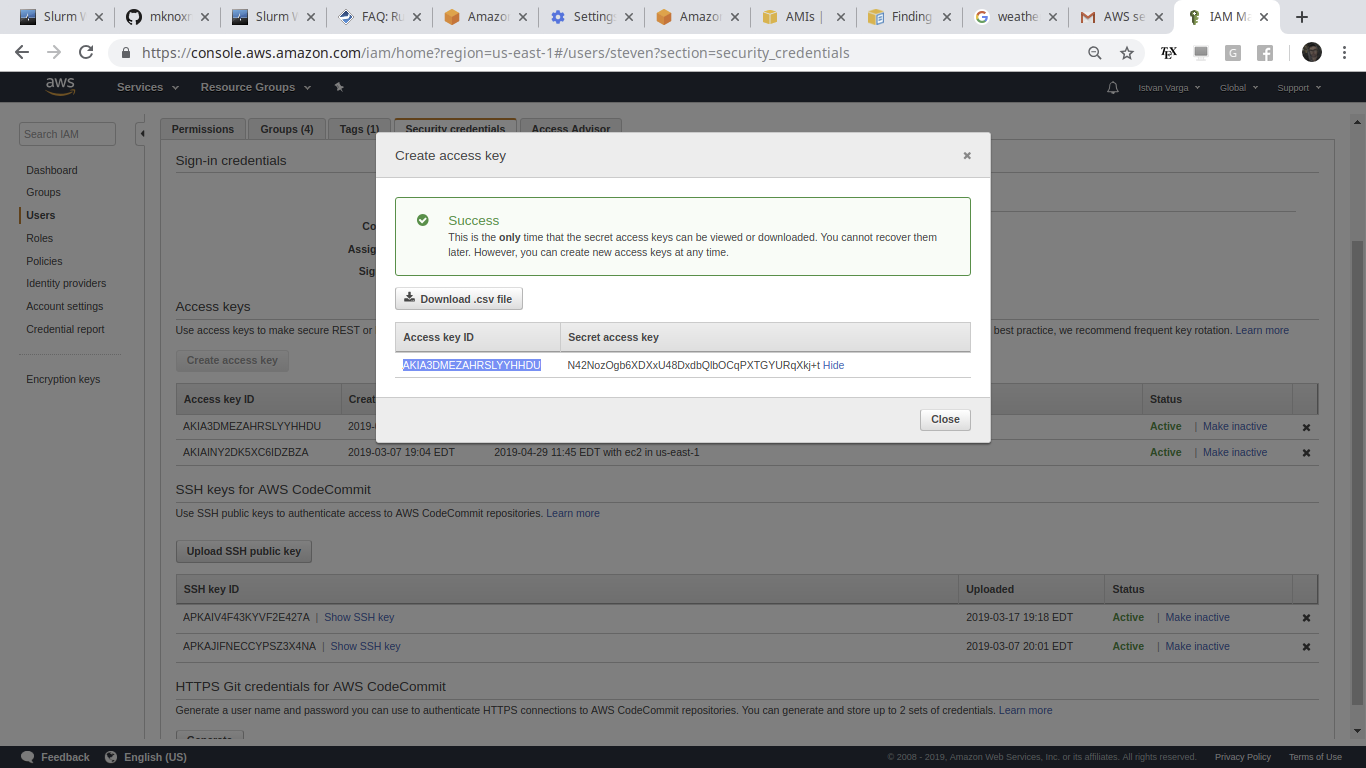 Slurm W
mknoxn
Slurm W
FAQ: Ru
Amazon
Settings
Amazon
AMIs |
Finding
weathe
AWS se
IAM Ma
https://console.aws.amazon.com/iam/home?region=us-east-1#/users/steven?section=security_credentials
TEX
G
aws
Services
Resource Groups
Istvan Varga
Global
Support
Search IAM
Dashboard
Groups
Users
Roles
Policies
Identity providers
Account settings
Credential report
Encryption keys
Permissions
Groups (4)
Tags (1)
Security credentials
Access Advisor
Sign-in credentials
Co
Assig
Sig
Create access key
Success
This is the only time that the secret access keys can be viewed or downloaded. You cannot recover them
later. However, you can create new access keys at any time.
Download .csv file
Access key ID Secret access key
AKIA3DMEZAHRSLYYHHDU N42NozOgb6XDXxU48DxdbQlbOCqPXTGYURqXkj+t Hide
Close
Access keys
Use access keys to make secure REST or
best practice, we recommend frequent key rotation. Learn more
Create access key
Access key ID Creat Status
AKIA3DMEZAHRSLYYHHDU 2019- Active | Make inactive
AKIAINY2DK5XC6IDZBZA 2019-03-07 19:04 EDT 2019-04-29 11:45 EDT with ec2 in us-east-1 Active | Make inactive
SSH keys for AWS CodeCommit
Use SSH public keys to authenticate access to AWS CodeCommit repositories. Learn more
Upload SSH public key
SSH key ID Uploaded Status
APKAIV4F43KYVF2E427A | Show SSH key 2019-03-17 19:18 EDT Active | Make inactive
APKAJIFNECCYPSZ3X4NA | Show SSH key 2019-03-07 20:01 EDT Active | Make inactive
HTTPS Git credentials for AWS CodeCommit
Generate a user name and password you can use to authenticate HTTPS connections to AWS CodeCommit repositories. You can generate and store up to 2 sets of credentials. Learn more
Generate
Feedback
English (US)
© 2008 - 2019, Amazon Web Services, Inc. or its affiliates. All rights reserved.
Privacy Policy
Terms of Use